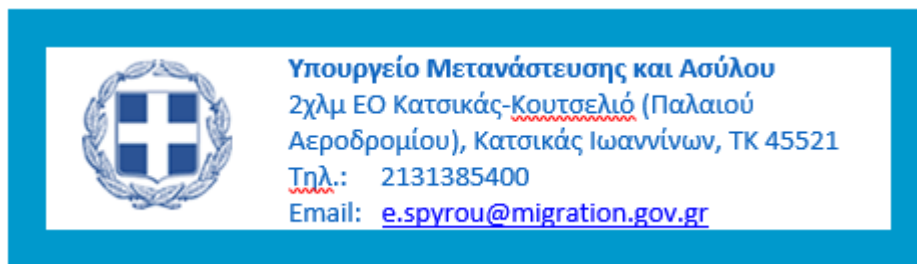 Υπουργείο Μετανάστευσης και Ασύλου
2χλμ ΕΟ Κατσικάς-Κουτσελιό (Παλαιού
Αεροδρομίου), Κατσικάς Ιωαννίνων, ΤΚ 45521
Τηλ.: 2131385400
Email: e.spyrou@migration.gov.gr